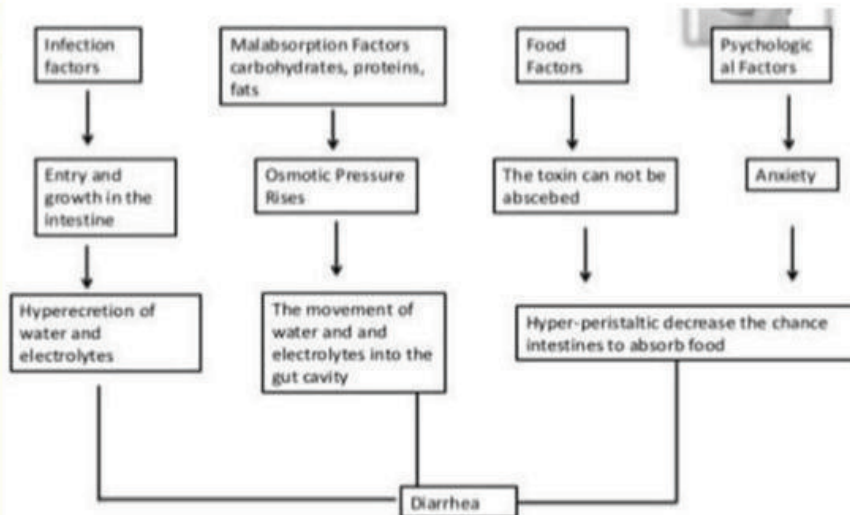 Infection
factors
Malabsorption Factors
carbohydrates, proteins,
fats
Food
Factors
Psychologic
al Factors
Entry and
growth in the
intestine
Osmotic Pressure
Rises
The toxin can not be
abscebed
Anxiety
Hyperecretion of
water and
electrolytes
The movement of
water and and
electrolytes into the
gut cavity
Hyper-peristaltic decrease the chance
intestines to absorb food
Diarrhea